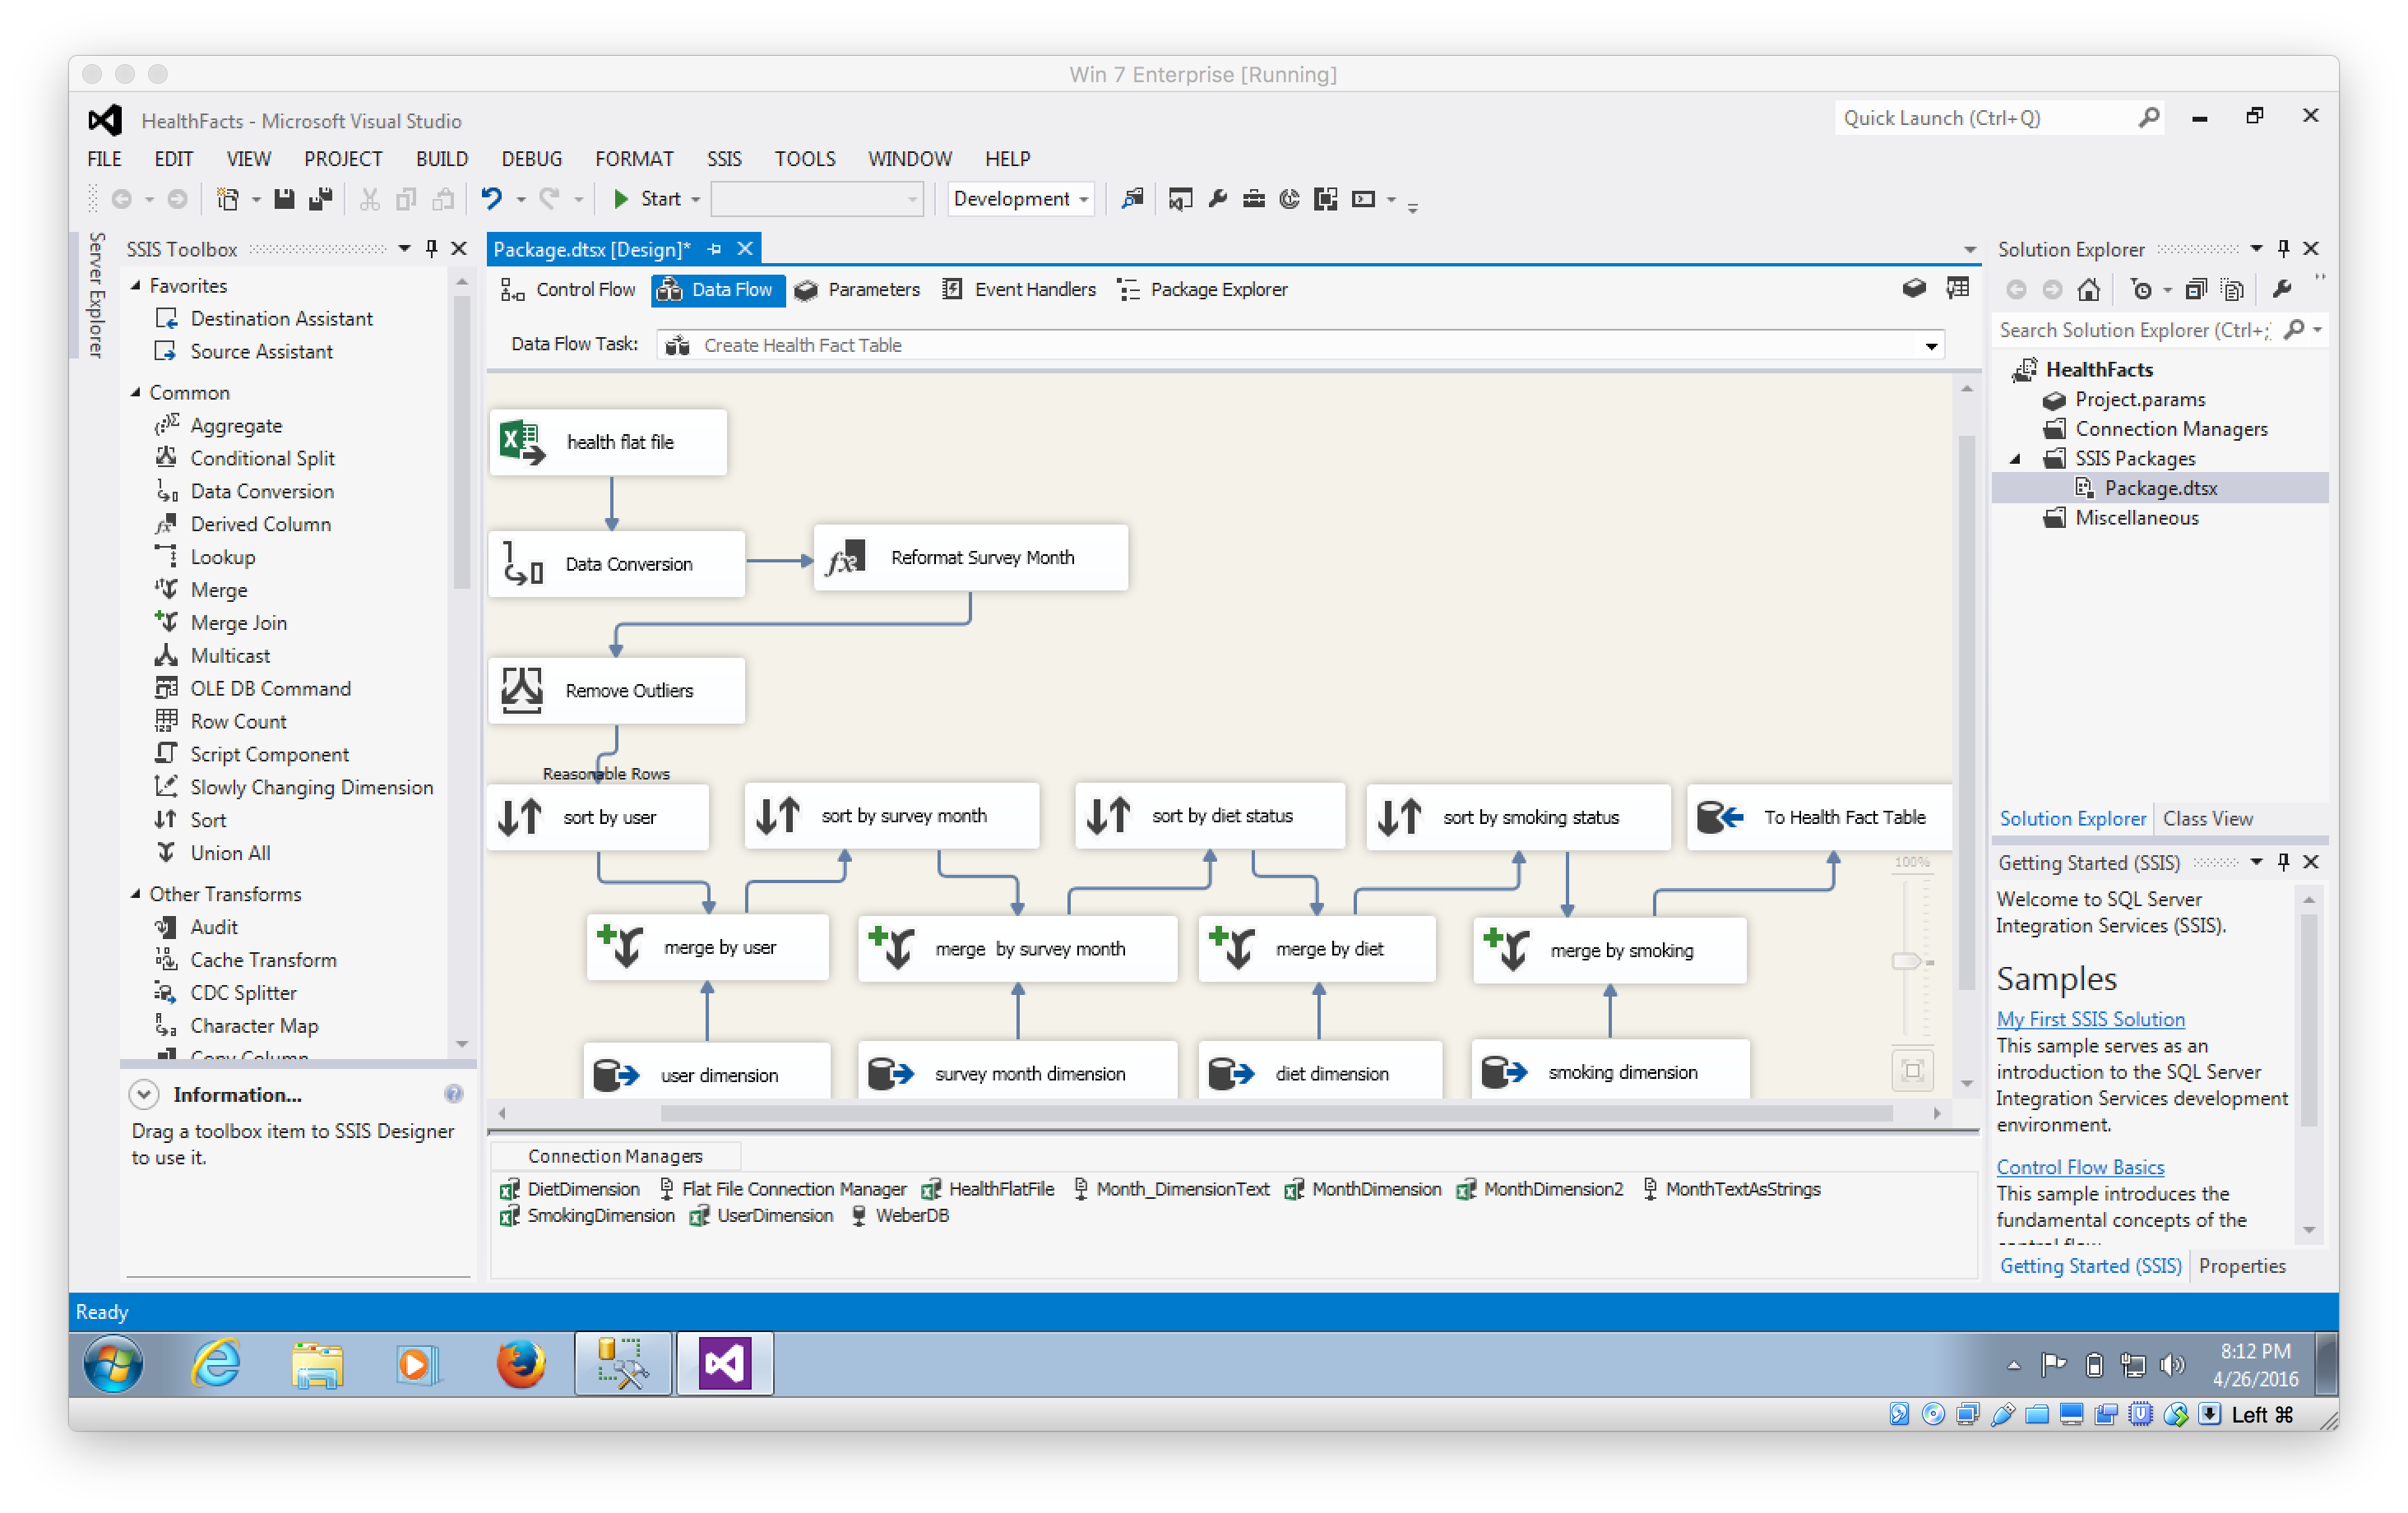 Win 7 Enterprise [Running]
HealthFacts - Microsoft Visual Studio
Quick Launch (Ctrl+Q)
FILE EDIT VIEW PROJECT BUILD DEBUG FORMAT SSIS TOOLS WINDOW HELP
Start
Development
Server Explorer
SSIS Toolbox
Favorites
Destination Assistant
Source Assistant
Common
Aggregate
Conditional Split
Data Conversion
Derived Column
Lookup
Merge
Merge Join
Multicast
OLE DB Command
Row Count
Script Component
Slowly Changing Dimension
Sort
Union All
Other Transforms
Audit
Cache Transform
CDC Splitter
Character Map
Copy Column
Information...
Drag a toolbox item to SSIS Designer
to use it.
Package.dtsx [Design]*
Control Flow Data Flow Parameters Event Handlers Package Explorer
Data Flow Task: Create Health Fact Table
health flat file
Data Conversion
Reformat Survey Month
Remove Outliers
Reasonable Rows
sort by user
sort by survey month
sort by diet status
sort by smoking status
To Health Fact Table
100%
merge by user
merge by survey month
merge by diet
merge by smoking
user dimension
survey month dimension
diet dimension
smoking dimension
Connection Managers
DietDimension Flat File Connection Manager HealthFlatFile Month_DimensionText MonthDimension MonthDimension2 MonthTextAsStrings
SmokingDimension UserDimension WeberDB
Solution Explorer
Search Solution Explorer (Ctrl+;)
HealthFacts
Project.params
Connection Managers
SSIS Packages
Package.dtsx
Miscellaneous
Solution Explorer Class View
Getting Started (SSIS)
Welcome to SQL Server
Integration Services (SSIS).
Samples
My First SSIS Solution
This sample serves as an
introduction to the SQL Server
Integration Services development
environment.
Control Flow Basics
This sample introduces the
fundamental concepts of the
control flow
Getting Started (SSIS) Properties
Ready
8:12 PM
4/26/2016
Left ⌘